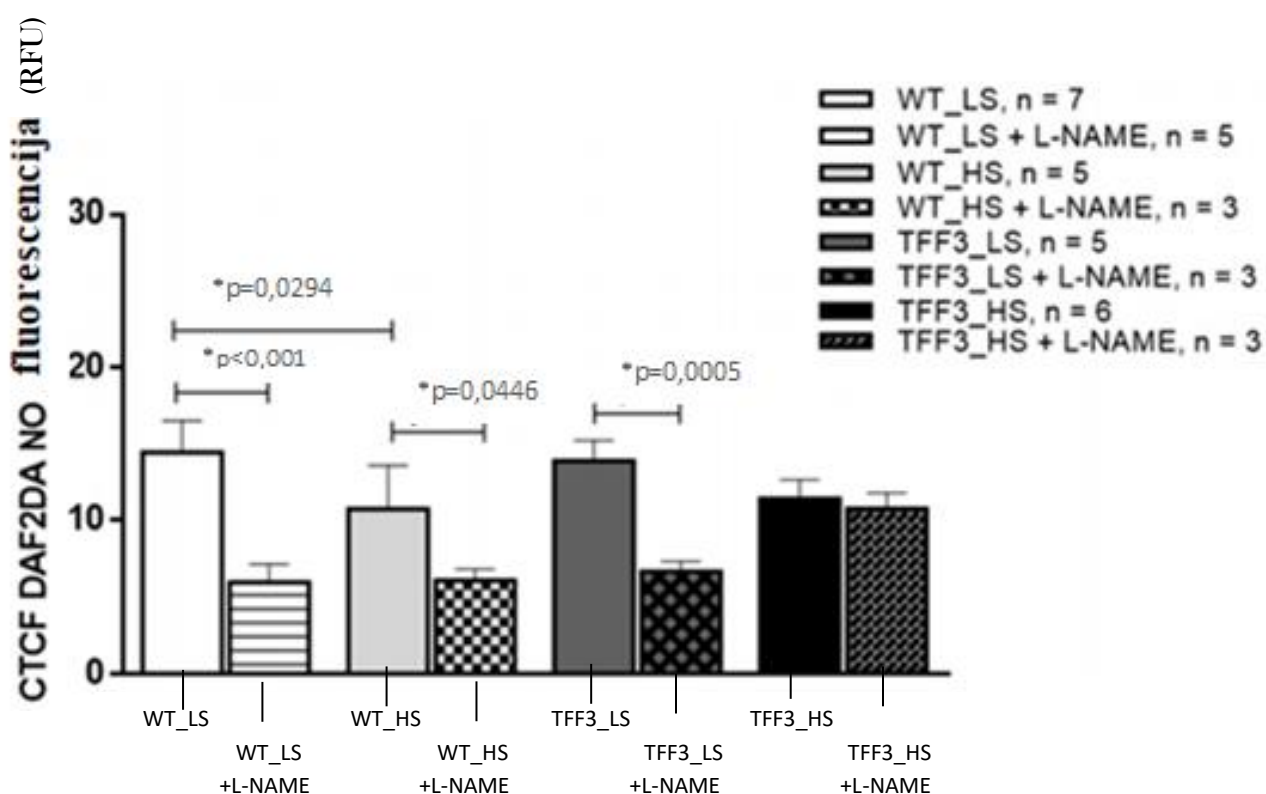 CTCF DAF2DA NO fluorescencija (RFU)
WT_LS, n = 7
WT_LS + L-NAME, n = 5
WT_HS, n = 5
WT_HS + L-NAME, n = 3
TFF3_LS, n = 5
TFF3_LS + L-NAME, n = 3
TFF3_HS, n = 6
TFF3_HS + L-NAME, n = 3
30
20
10
0
*p=0,0294
*p<0,001
*p=0,0446
*p=0,0005
WT_LS
WT_LS
+L-NAME
WT_HS
WT_HS
+L-NAME
TFF3_LS
TFF3_LS
+L-NAME
TFF3_HS
TFF3_HS
+L-NAME